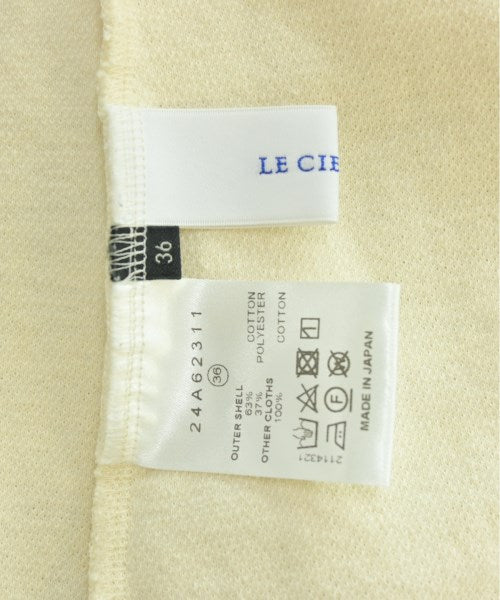 LE CIE
36
24A62311
36
OUTER SHELL
63% COTTON
37% POLYESTER
OTHER CLOTHS
100% COTTON
F W
MADE IN JAPAN
2114321